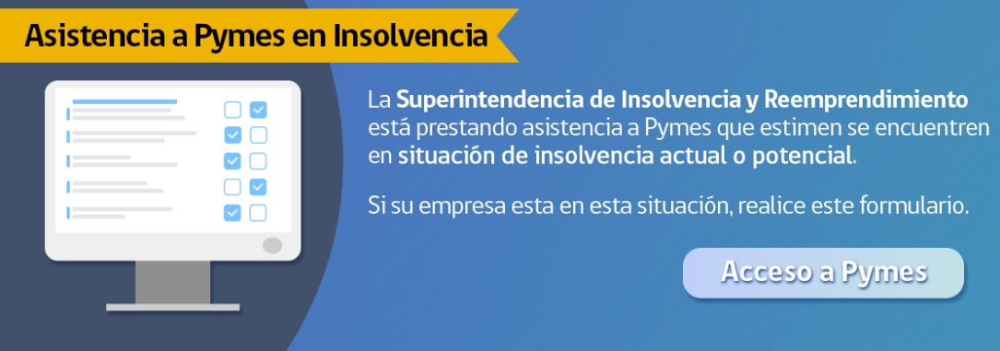 Asistencia a Pymes en Insolvencia
La Superintendencia de Insolvencia y Reemprendimiento
está prestando asistencia a Pymes que estimen se encuentren
en situación de insolvencia actual o potencial.
Si su empresa esta en esta situación, realice este formulario.
Acceso a Pymes